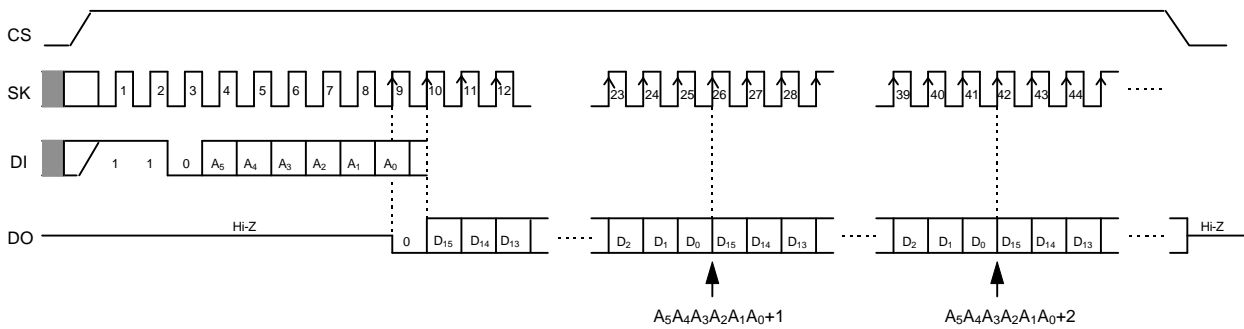 CS
SK 1 2 3 4 5 6 7 8 9 10 11 12 23 24 25 26 27 28 39 40 41 42 43 44
DI 1 1 0 A5 A4 A3 A2 A1 A0
DO Hi-Z 0 D15 D14 D13 D2 D1 D0 D15 D14 D13 D2 D1 D0 D15 D14 D13 Hi-Z
A5A4A3A2A1A0+1 A5A4A3A2A1A0+2